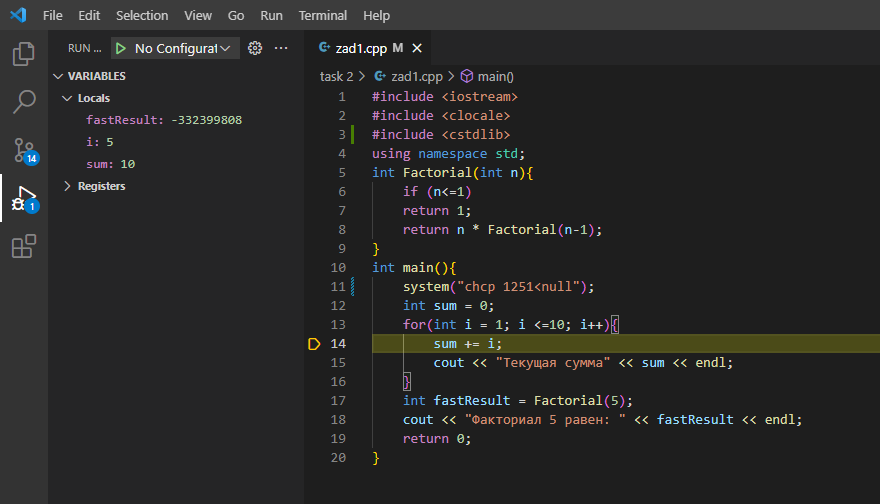 File Edit Selection View Go Run Terminal Help
RUN ... No Configurat ···
zad1.cpp M
VARIABLES
Locals
fastResult: -332399808
i: 5
sum: 10
Registers
14
1
task 2 > zad1.cpp > main()
1 #include <iostream>
2 #include <clocale>
3 #include <cstdlib>
4 using namespace std;
5 int Factorial(int n){
6 if (n<=1)
7 return 1;
8 return n * Factorial(n-1);
9 }
10 int main(){
11 system("chcp 1251<null");
12 int sum = 0;
13 for(int i = 1; i <=10; i++){
14 sum += i;
15 cout << "Текущая сумма" << sum << endl;
16 }
17 int fastResult = Factorial(5);
18 cout << "Факториал 5 равен: " << fastResult << endl;
19 return 0;
20 }